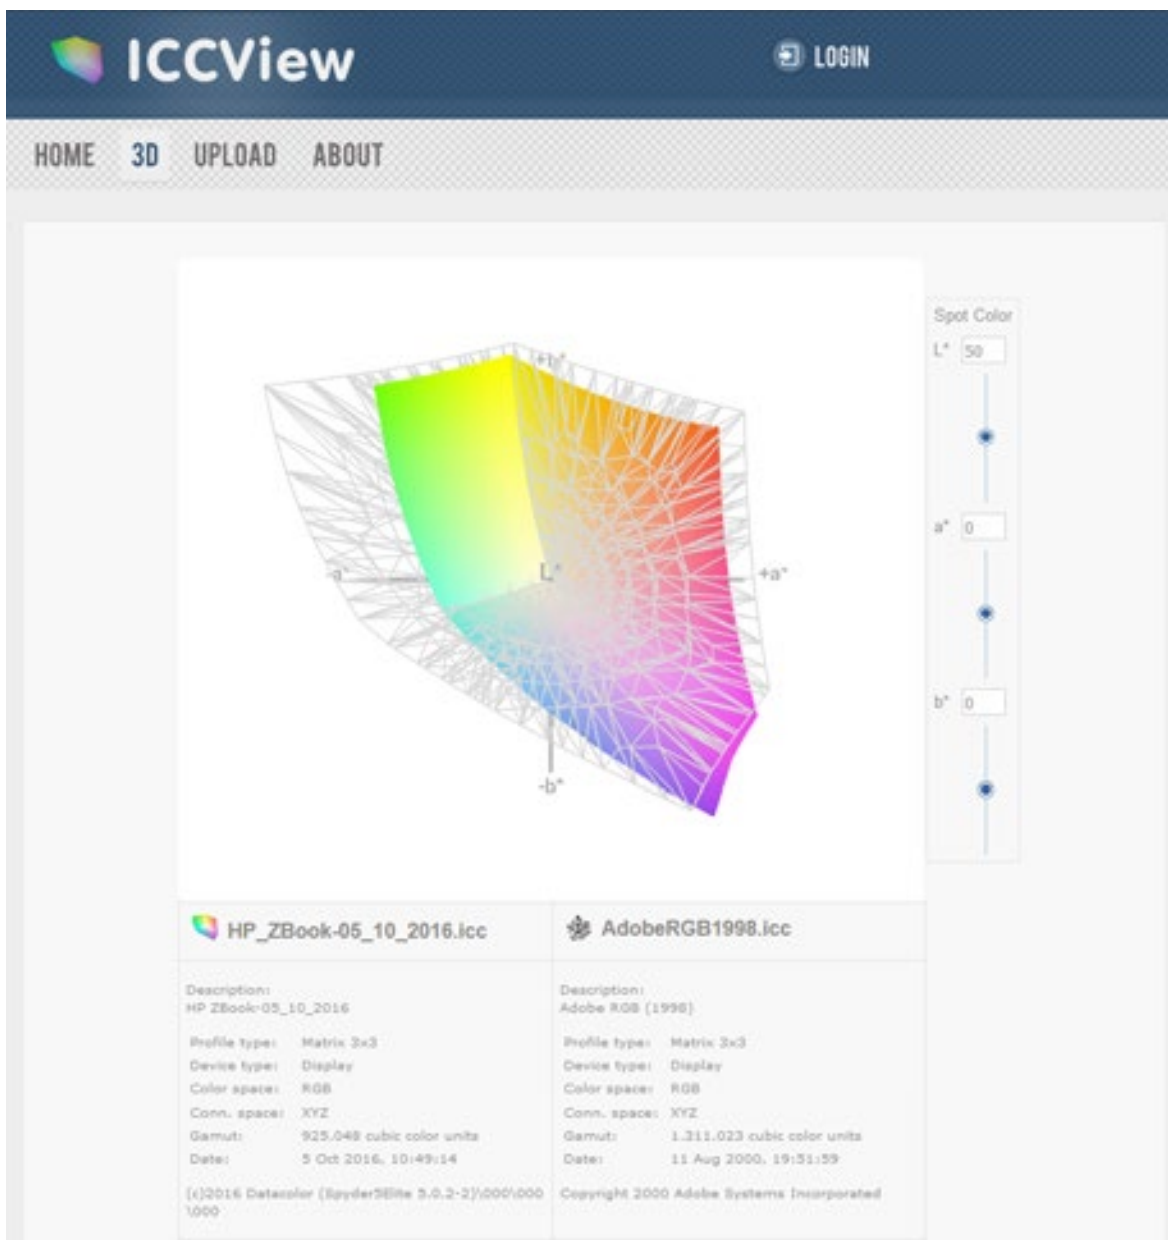 ICCView
LOGIN
HOME 3D UPLOAD ABOUT
Spot Color
L* 50
a* 0
b* 0
+b*
-a*
L*
+a*
-b*
HP_ZBook-05_10_2016.icc
Description:
HP ZBook-05_10_2016
Profile type: Matrix 3x3
Device type: Display
Color space: RGB
Conn. space: XYZ
Gamut: 925.048 cubic color units
Date: 5 Oct 2016, 10:49:14
(c)2016 Datacolor (Spyder5Elite 5.0.2-2)\000\000
\000
AdobeRGB1998.icc
Description:
Adobe RGB (1998)
Profile type: Matrix 3x3
Device type: Display
Color space: RGB
Conn. space: XYZ
Gamut: 1.311.023 cubic color units
Date: 11 Aug 2000, 19:51:59
Copyright 2000 Adobe Systems Incorporated